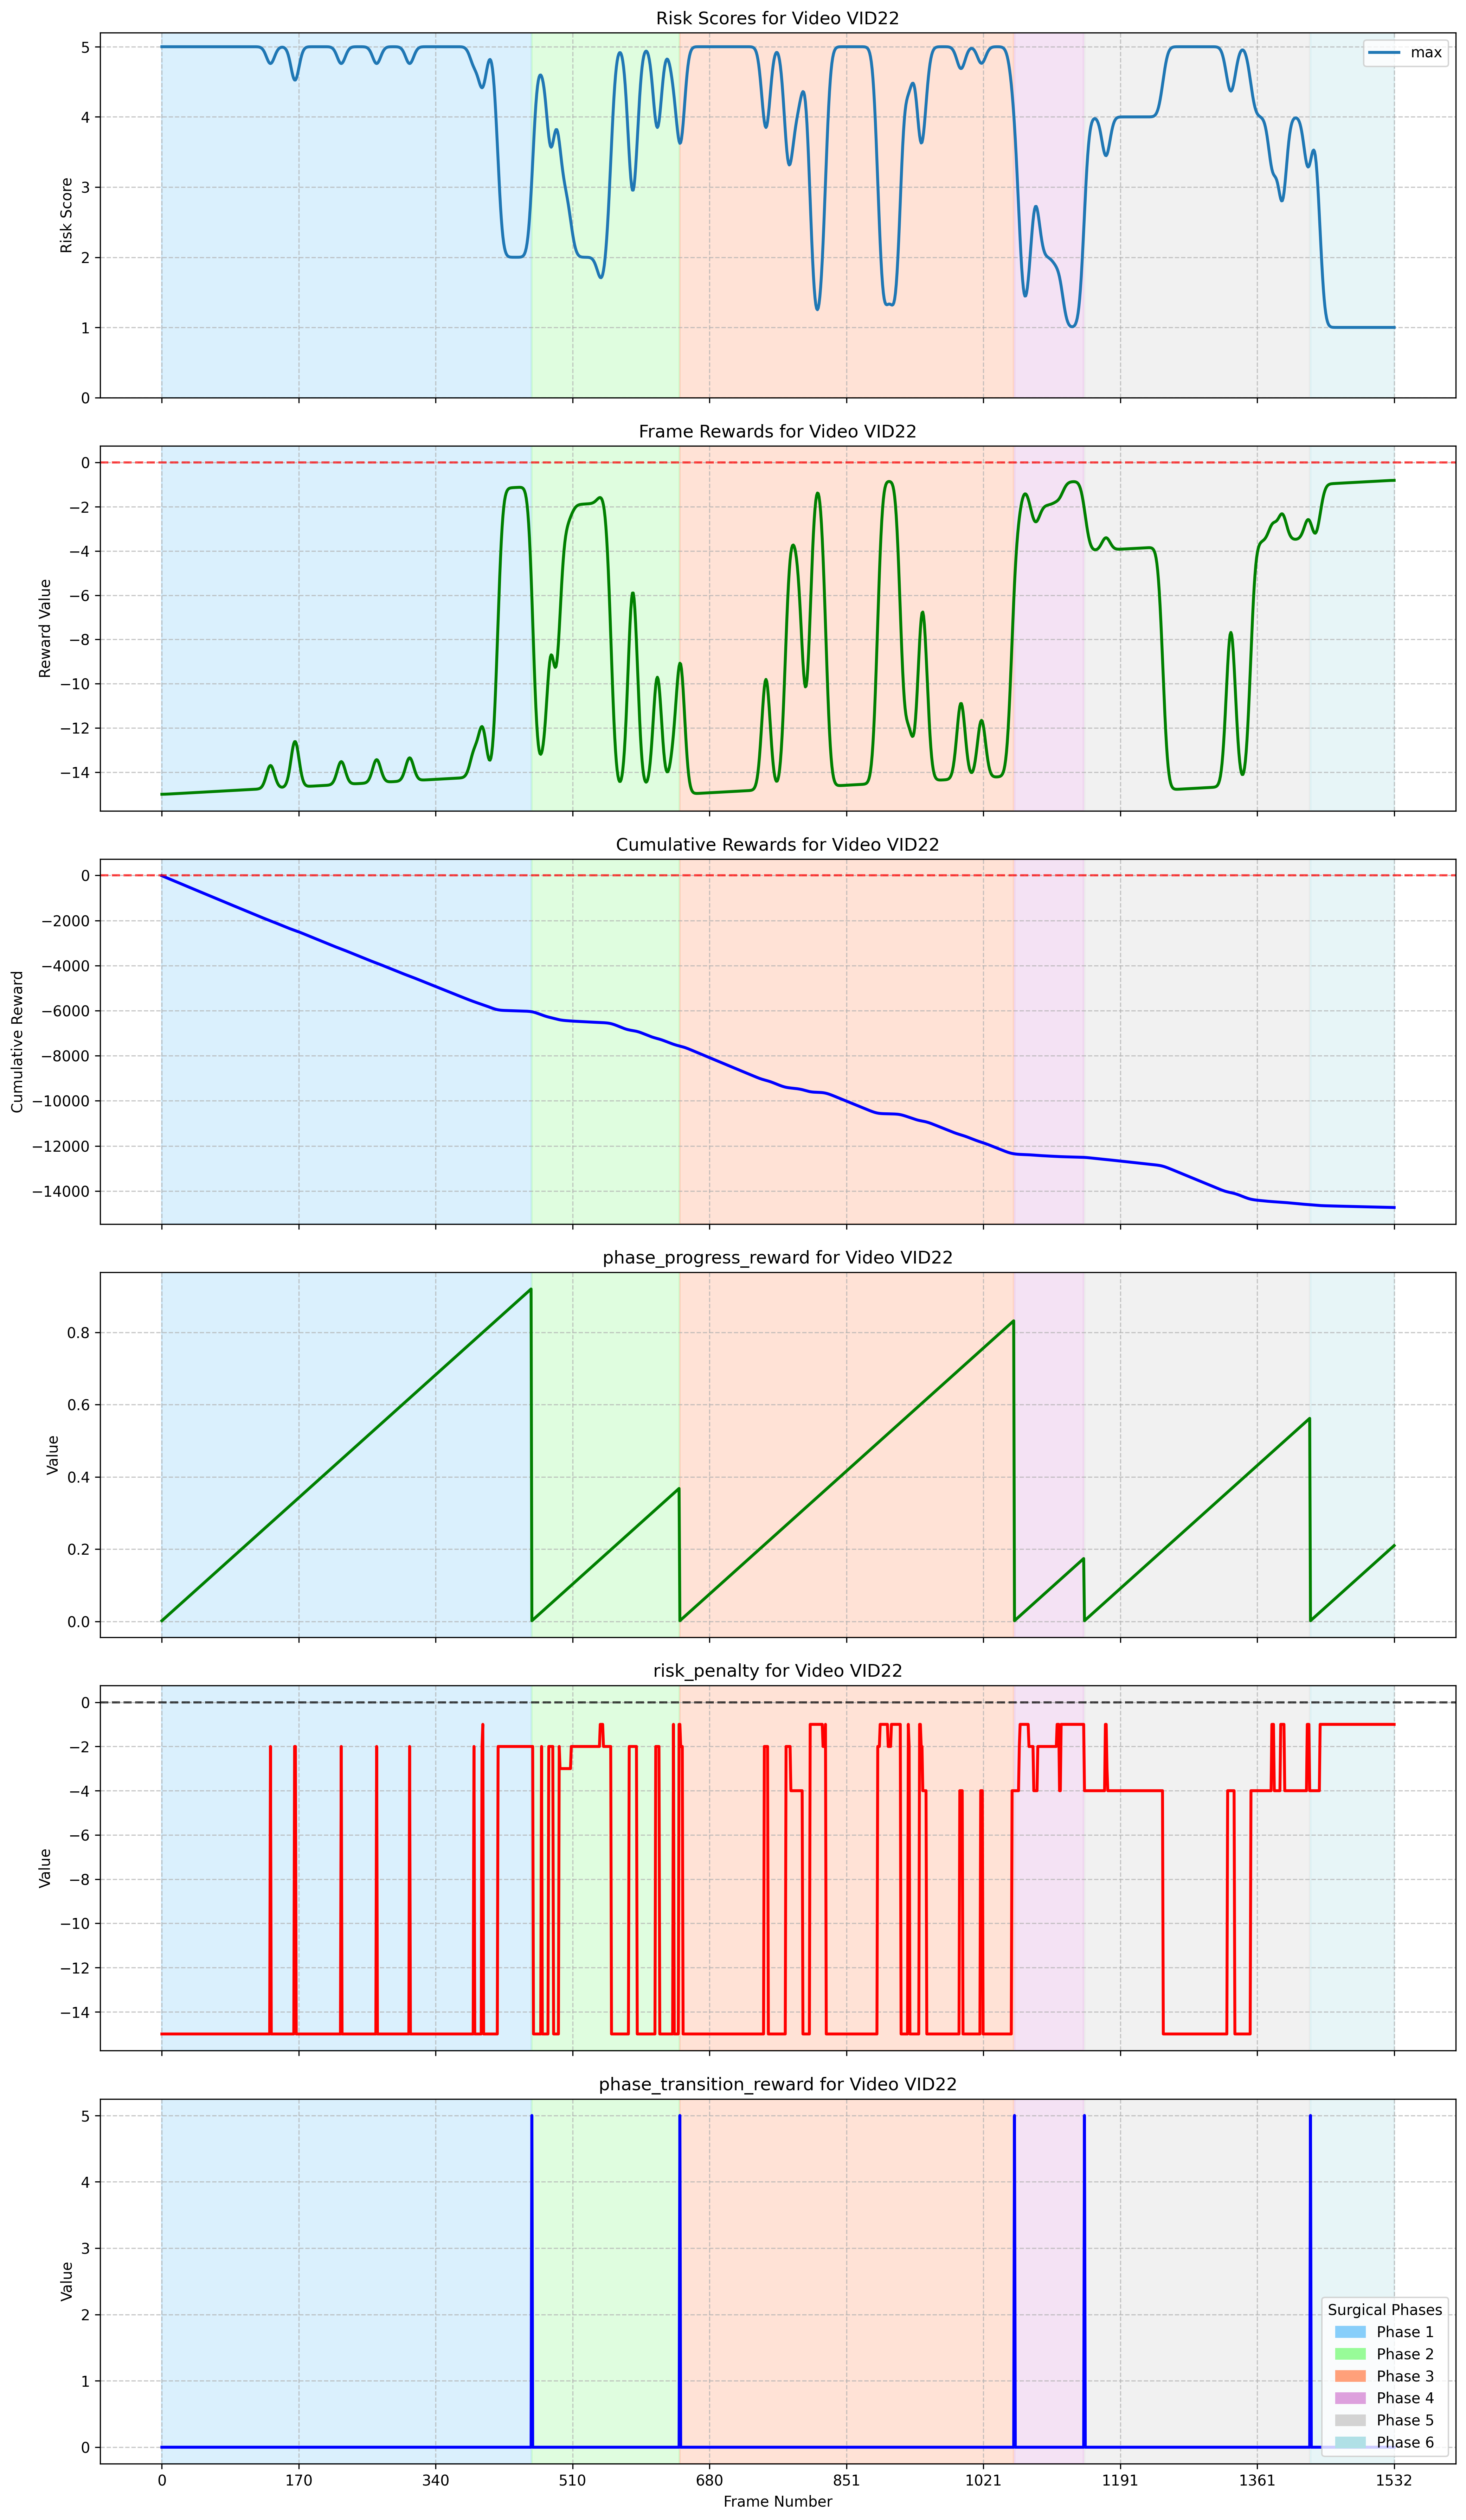 Risk Scores for Video VID22
5
4
3
2
1
0
Risk Score
max
Frame Rewards for Video VID22
0
−2
−4
−6
−8
−10
−12
−14
Reward Value
Cumulative Rewards for Video VID22
0
−2000
−4000
−6000
−8000
−10000
−12000
−14000
Cumulative Reward
phase_progress_reward for Video VID22
0.8
0.6
0.4
0.2
0.0
Value
risk_penalty for Video VID22
0
−2
−4
−6
−8
−10
−12
−14
Value
phase_transition_reward for Video VID22
5
4
3
2
1
0
Value
Surgical Phases
Phase 1
Phase 2
Phase 3
Phase 4
Phase 5
Phase 6
0 170 340 510 680 851 1021 1191 1361 1532
Frame Number